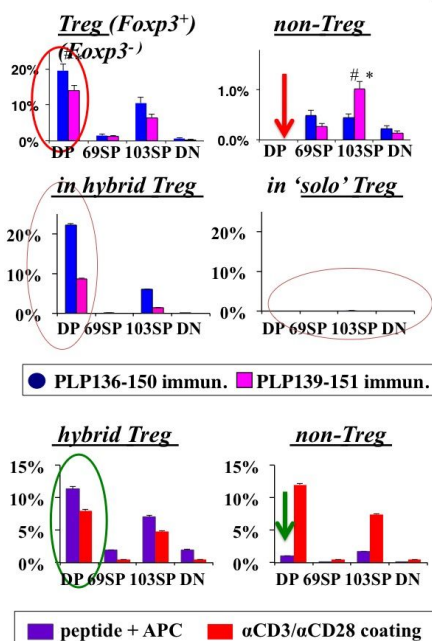 Treg (Foxp3+) non-Treg
(Foxp3-)
20%
10%
0%
DP 69SP 103SP DN
# *
1.0%
0.0%
DP 69SP 103SP DN
in hybrid Treg in ‘solo’ Treg
20%
10%
0%
DP 69SP 103SP DN
20%
10%
0%
DP 69SP 103SP DN
PLP136-150 immun. PLP139-151 immun.
hybrid Treg non-Treg
15%
10%
5%
0%
DP 69SP 103SP DN
15%
10%
5%
0%
DP 69SP 103SP DN
peptide + APC αCD3/αCD28 coating